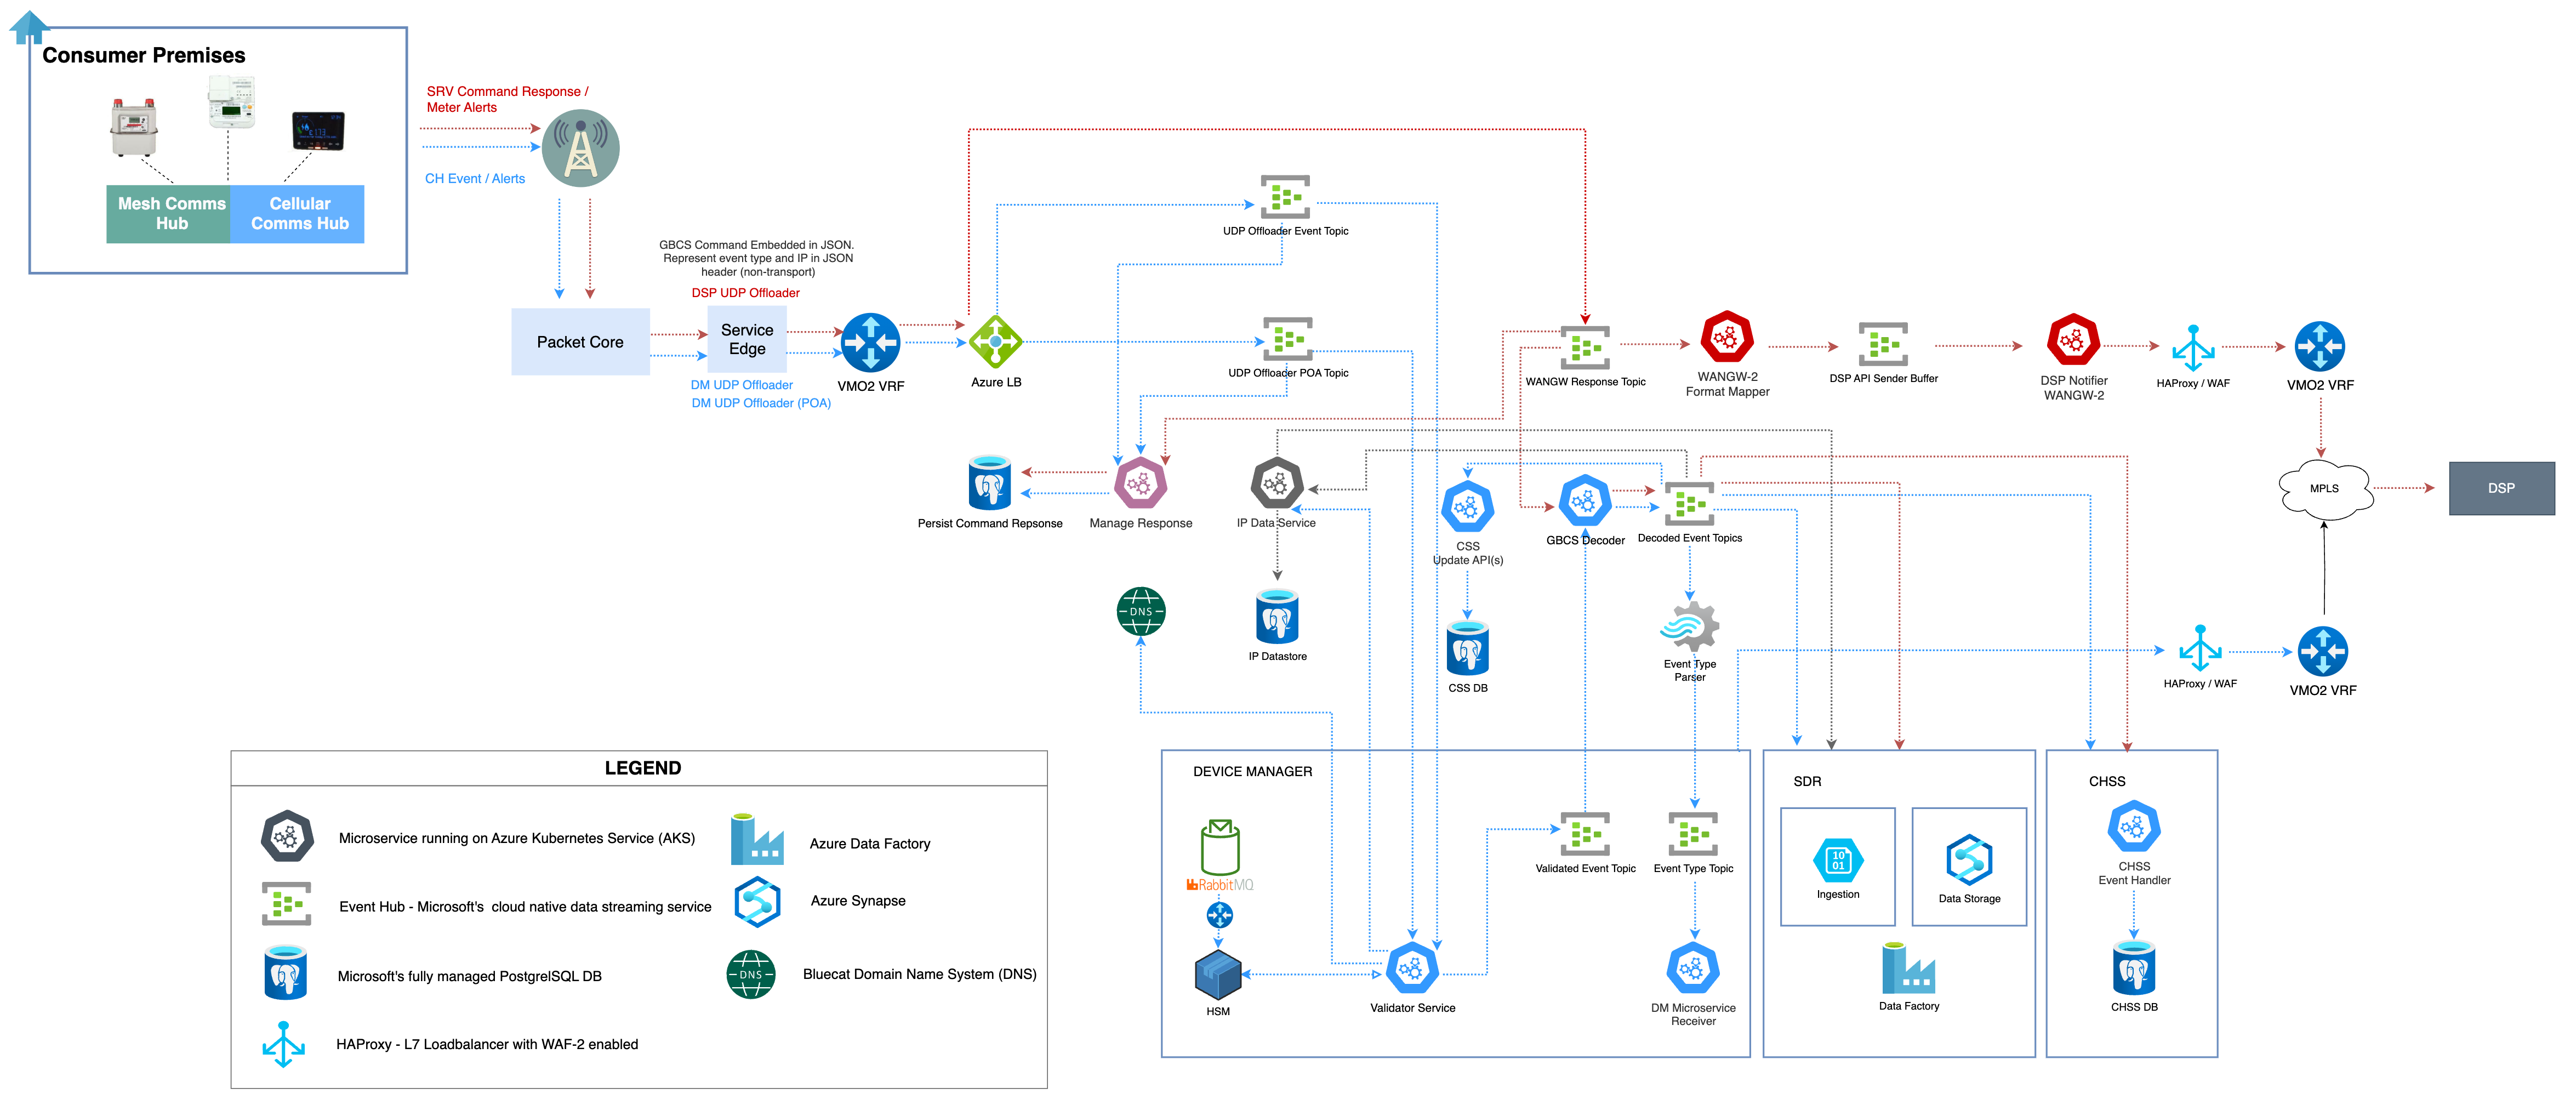 Consumer Premises
Mesh Comms
Hub
Cellular
Comms Hub
SRV Command Response /
Meter Alerts
CH Event / Alerts
GBCS Command Embedded in JSON.
Represent event type and IP in JSON
header (non-transport)
DSP UDP Offloader
Packet Core
Service
Edge
DM UDP Offloader
DM UDP Offloader (POA)
VMO2 VRF
Azure LB
UDP Offloader Event Topic
UDP Offloader POA Topic
WANGW Response Topic
WANGW-2
Format Mapper
DSP API Sender Buffer
DSP Notifier
WANGW-2
HAProxy / WAF
VMO2 VRF
MPLS
DSP
Persist Command Repsonse
Manage Response
IP Data Service
CSS
Update API(s)
GBCS Decoder
Decoded Event Topics
DNS
IP Datastore
CSS DB
Event Type
Parser
HAProxy / WAF
VMO2 VRF
LEGEND
Microservice running on Azure Kubernetes Service (AKS)
Event Hub - Microsoft's cloud native data streaming service
Microsoft's fully managed PostgrelSQL DB
HAProxy - L7 Loadbalancer with WAF-2 enabled
Azure Data Factory
Azure Synapse
DNS
Bluecat Domain Name System (DNS)
DEVICE MANAGER
RabbitMQ
HSM
Validator Service
Validated Event Topic
Event Type Topic
DM Microservice
Receiver
SDR
10
01
Ingestion
Data Storage
Data Factory
CHSS
CHSS
Event Handler
CHSS DB